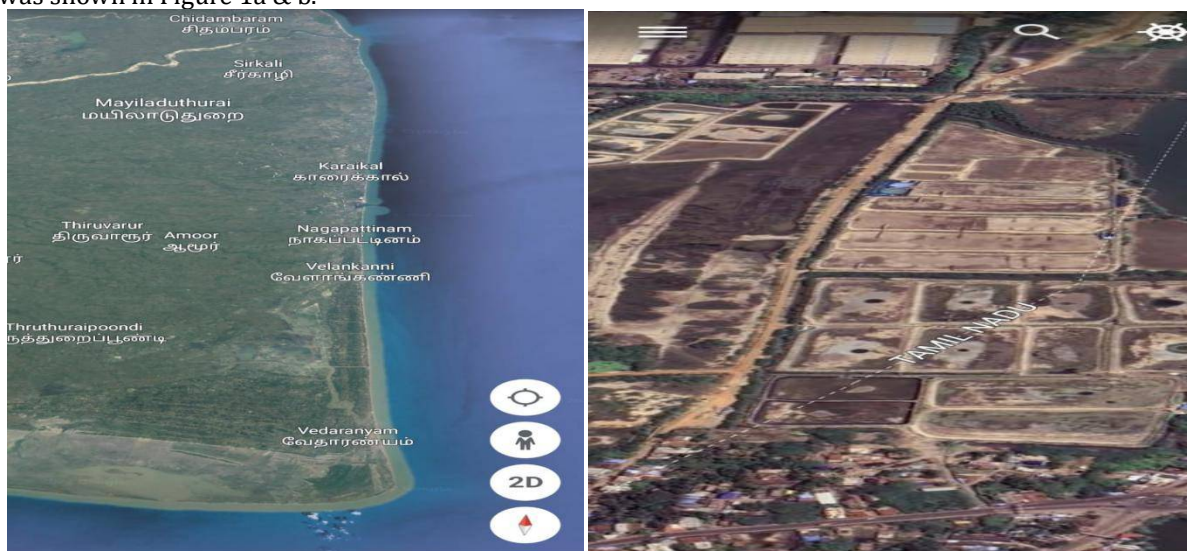 was shown in Figure 1a & b.
Chidambaram
சிதம்பரம்
Sirkali
சீர்காழி
Mayiladuthurai
மயிலாடுதுறை
Karaikal
காரைக்கால்
Thiruvarur
திருவாரூர்
Amoor
ஆமூர்
Nagapattinam
நாகப்பட்டினம்
Velankanni
வேளாங்கண்ணி
Thruthuraipoondi
Vedaranyam
வேதாரண்யம்
2D
TAMIL NADU